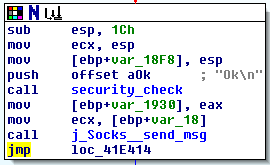 N
sub esp, 1Ch
mov ecx, esp
mov [ebp+var_18F8], esp
push offset aOk ; "Ok\n"
call security_check
mov [ebp+var_1930], eax
mov ecx, [ebp+var_18]
call j_Socks__send_msg
jmp loc_41E414